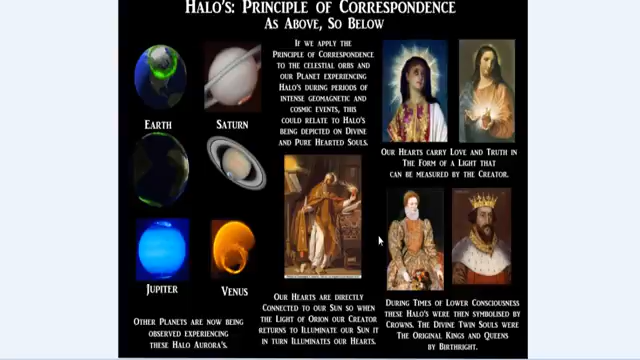 Halo's: Principle of Correspondence
As Above, So Below
If we apply the
Principle of Correspondence
to the celestial orbs and
our Planet experiencing
Halo's during periods of
intense geomagnetic and
cosmic events, this
could relate to Halo's
being depicted on Divine
and Pure Hearted Souls.
Earth
Saturn
Our Hearts carry Love and Truth in
The Form of a Light that
can be measured by the Creator.
Jupiter
Venus
Other Planets are now being
observed experiencing
these Halo Aurora's.
Our Hearts are directly
Connected to our Sun so when
the Light of Orion our Creator
returns to Illuminate our Sun it
in turn Illuminates our Hearts.
During Times of Lower Consciousness
these Halo's were then symbolised by
Crowns. The Divine Twin Souls were
The Original Kings and Queens
by Birthright.